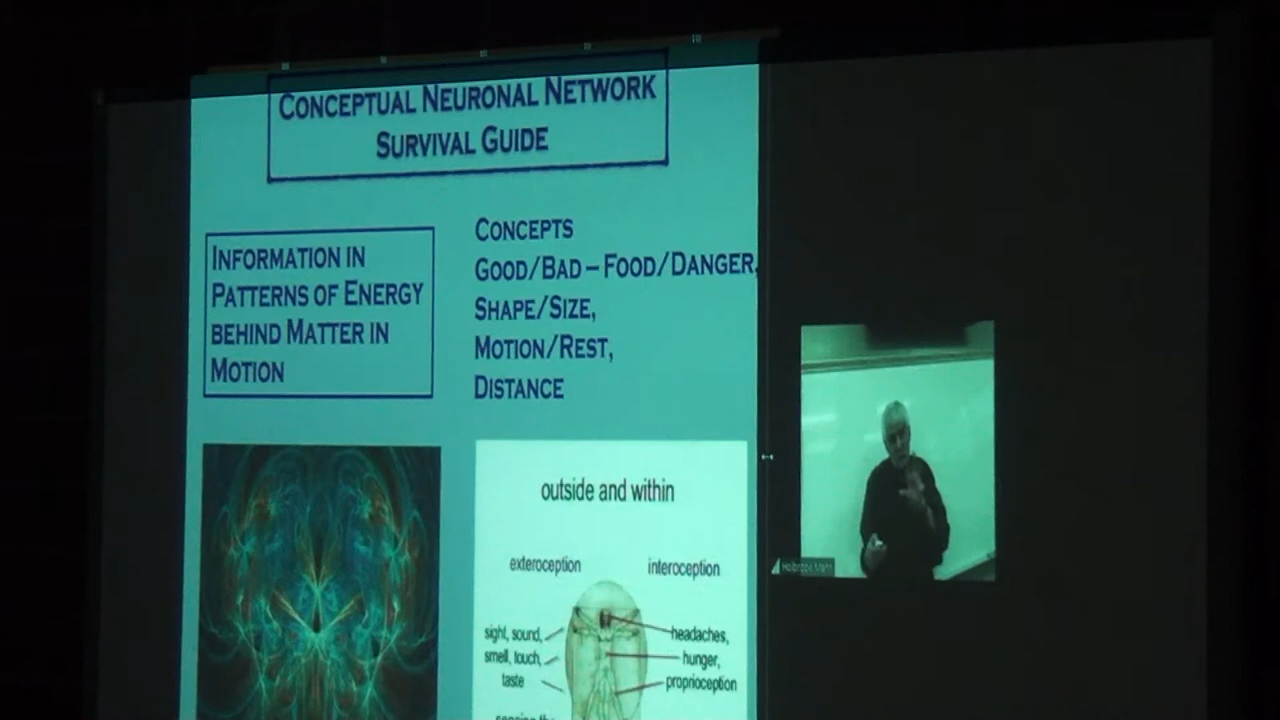 CONCEPTUAL NEURONAL NETWORK
SURVIVAL GUIDE
INFORMATION IN
PATTERNS OF ENERGY
BEHIND MATTER IN
MOTION
CONCEPTS
GOOD/BAD – FOOD/DANGER,
SHAPE/SIZE,
MOTION/REST,
DISTANCE
outside and within
exteroception
interoception
sight, sound,
smell, touch,
taste
headaches,
hunger,
proprioception